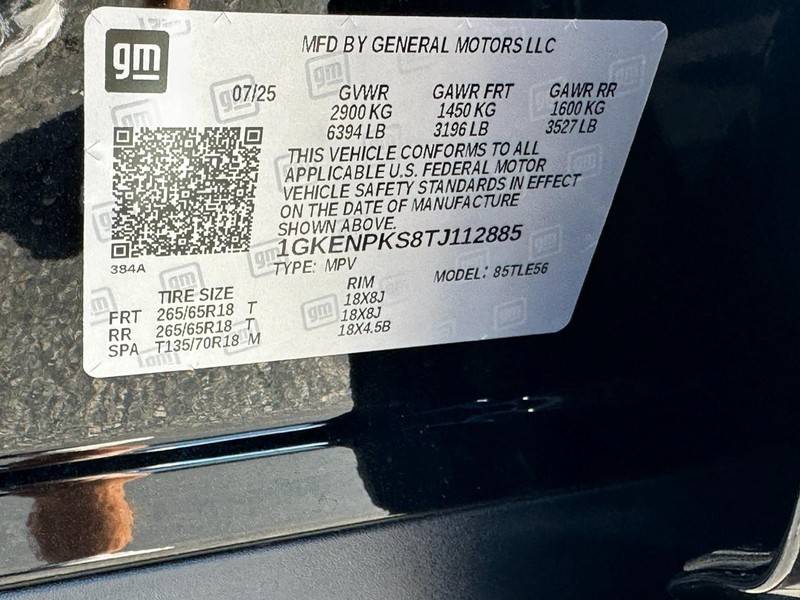 gm
MFD BY GENERAL MOTORS LLC
07/25 GVWR GAWR FRT GAWR RR
2900 KG 1450 KG 1600 KG
6394 LB 3196 LB 3527 LB
THIS VEHICLE CONFORMS TO ALL
APPLICABLE U.S. FEDERAL MOTOR
VEHICLE SAFETY STANDARDS IN EFFECT
ON THE DATE OF MANUFACTURE
SHOWN ABOVE.
1GKENPKS8TJ112885
384A
TYPE: MPV MODEL: 85TLE56
TIRE SIZE RIM
FRT 265/65R18 T 18X8J
RR 265/65R18 T 18X8J
SPA T135/70R18 M 18X4.5B